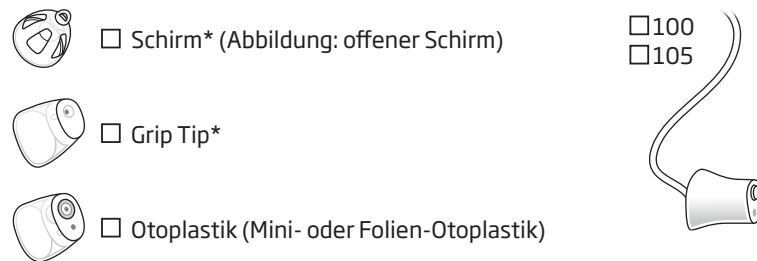 ☐ Schirm* (Abbildung: offener Schirm)
☐ Grip Tip*
☐ Otoplastik (Mini- oder Folien-Otoplastik)
☐100
☐105